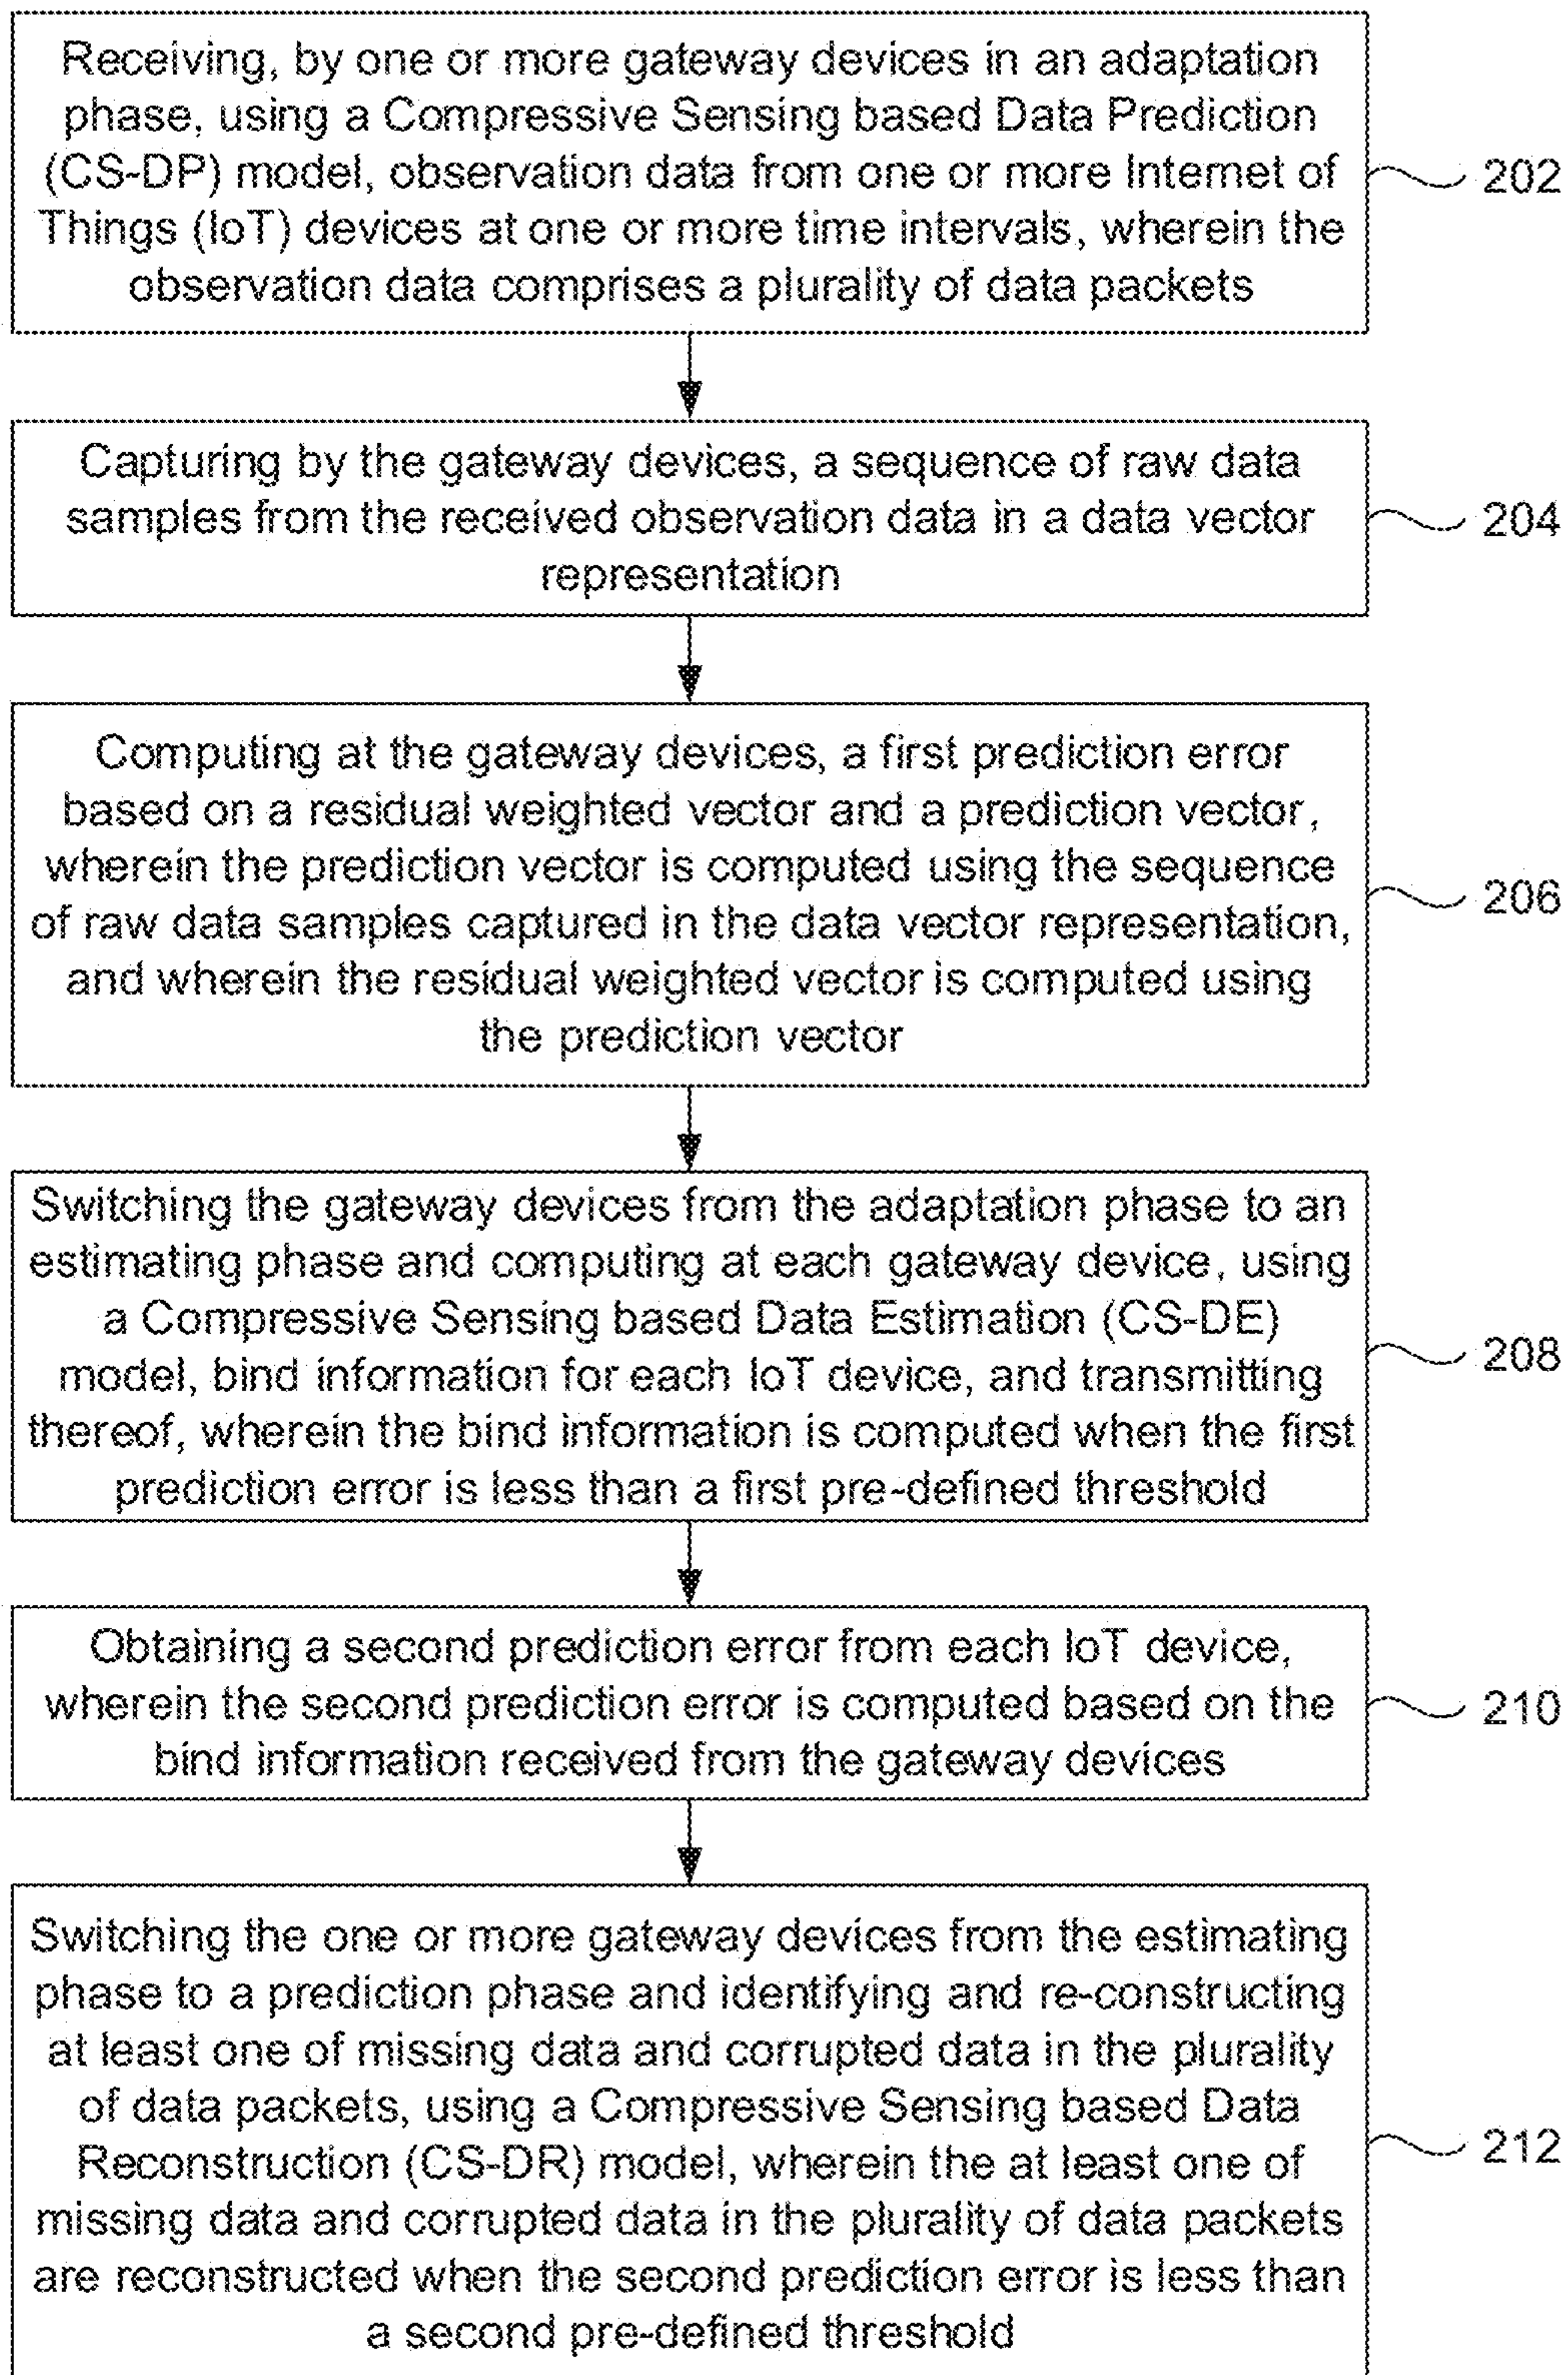 Receiving, by one or more gateway devices in an adaptation
phase, using a Compressive Sensing based Data Prediction
(CS-DP) model, observation data from one or more Internet of
Things (IoT) devices at one or more time intervals, wherein the
observation data comprises a plurality of data packets
202
Capturing by the gateway devices, a sequence of raw data
samples from the received observation data in a data vector
representation
204
Computing at the gateway devices, a first prediction error
based on a residual weighted vector and a prediction vector,
wherein the prediction vector is computed using the sequence
of raw data samples captured in the data vector representation,
and wherein the residual weighted vector is computed using
the prediction vector
206
Switching the gateway devices from the adaptation phase to an
estimating phase and computing at each gateway device, using
a Compressive Sensing based Data Estimation (CS-DE)
model, bind information for each IoT device, and transmitting
thereof, wherein the bind information is computed when the first
prediction error is less than a first pre-defined threshold
208
Obtaining a second prediction error from each IoT device,
wherein the second prediction error is computed based on the
bind information received from the gateway devices
210
Switching the one or more gateway devices from the estimating
phase to a prediction phase and identifying and re-constructing
at least one of missing data and corrupted data in the plurality
of data packets, using a Compressive Sensing based Data
Reconstruction (CS-DR) model, wherein the at least one of
missing data and corrupted data in the plurality of data packets
are reconstructed when the second prediction error is less than
a second pre-defined threshold
212